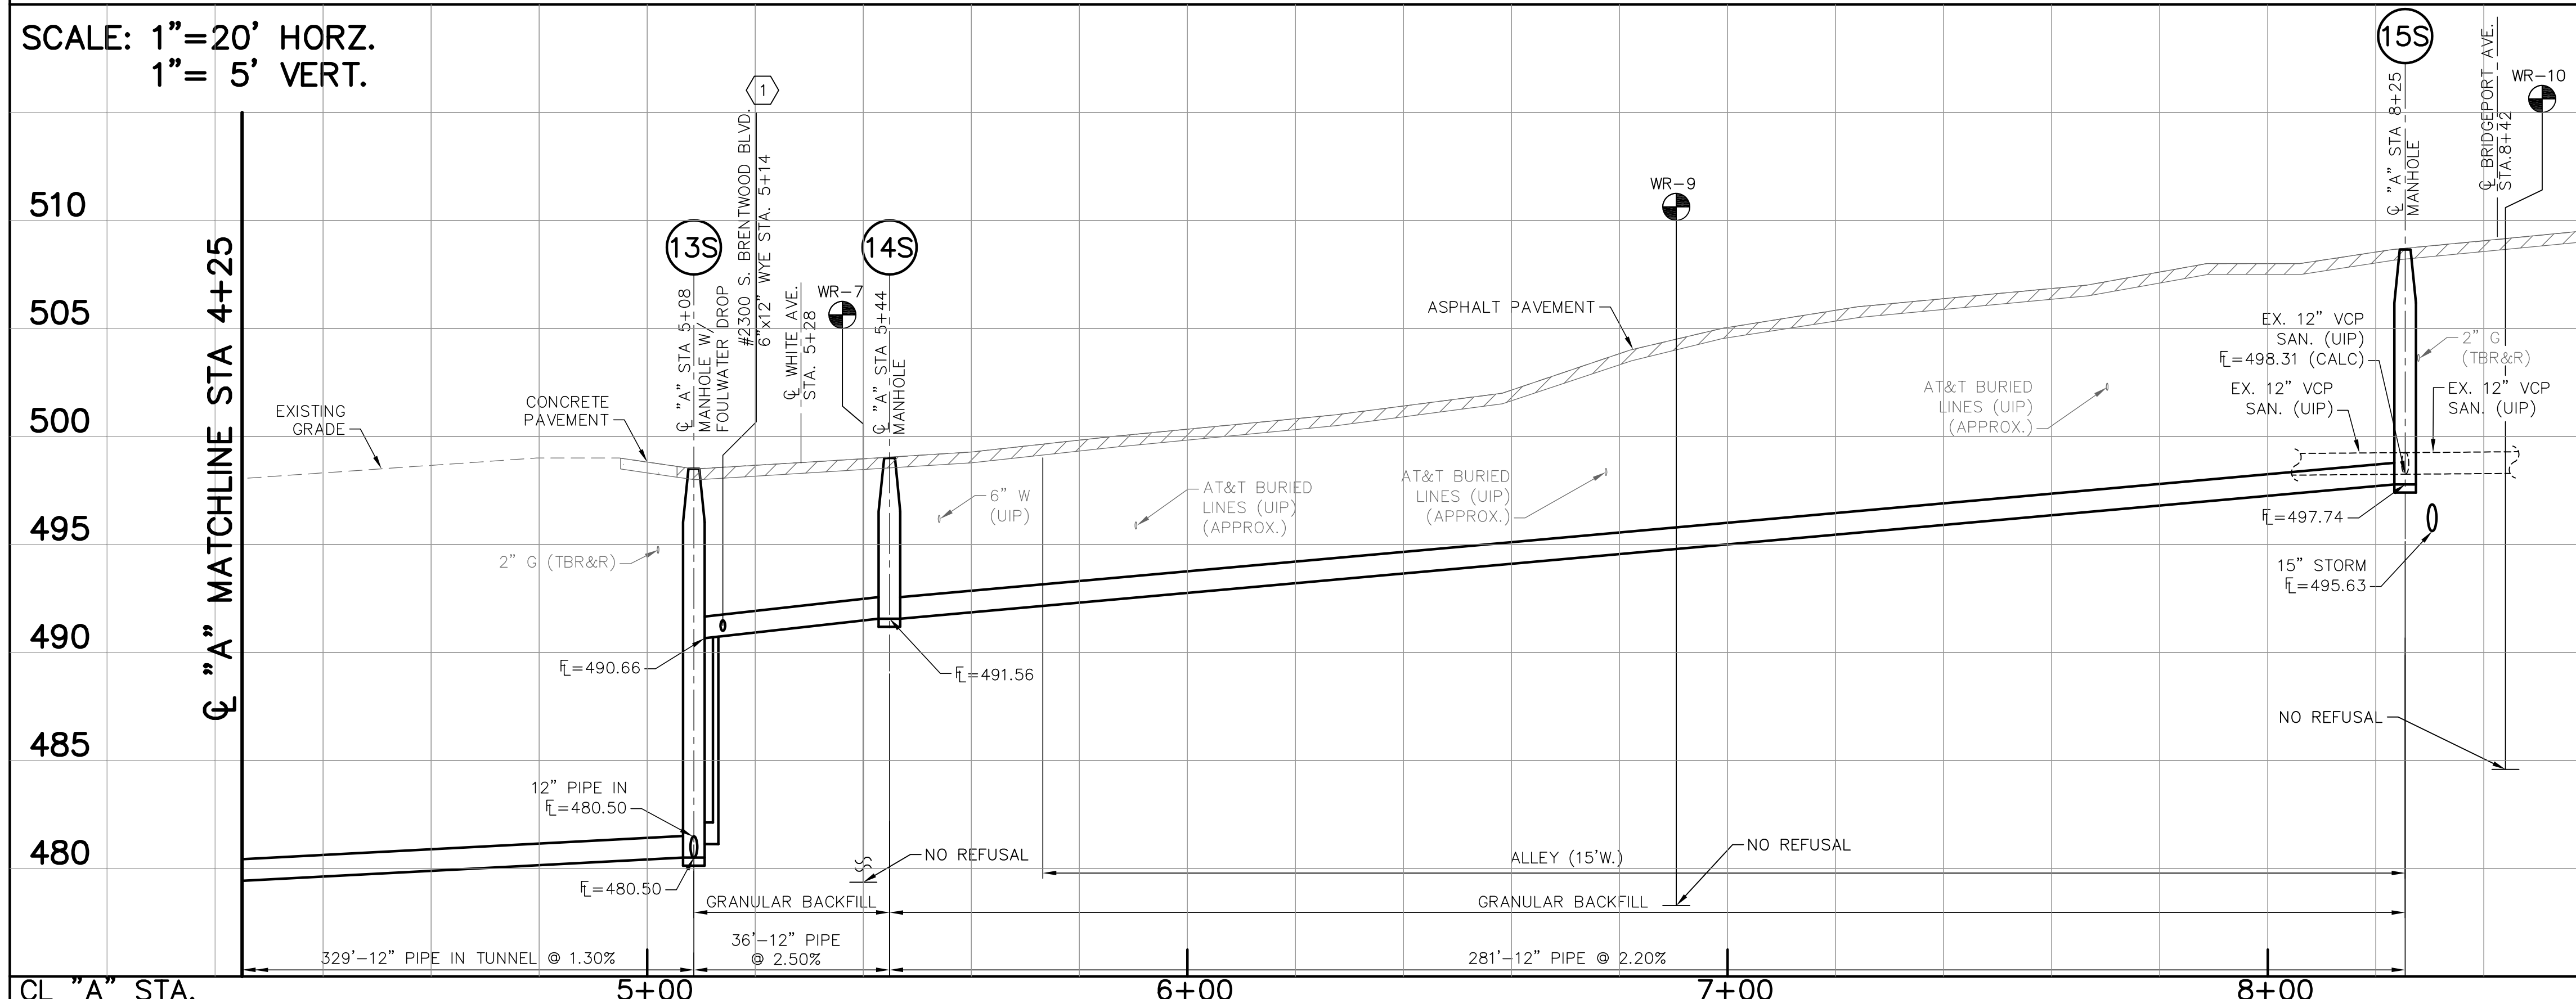 SCALE: 1"=20' HORZ.
1"= 5' VERT.
510
505
500
495
490
485
480
℄ "A" MATCHLINE STA 4+25
EXISTING
GRADE
CONCRETE
PAVEMENT
2" G (TBR&R)
13S
℄ "A" STA 5+08
MANHOLE W/
FOULWATER DROP
1
#2300 S. BRENTWOOD BLVD.
6"x12" WYE STA. 5+14
℄ WHITE AVE.
STA. 5+28
WR-7
14S
℄ "A" STA 5+44
MANHOLE
6" W
(UIP)
AT&T BURIED
LINES (UIP)
(APPROX.)
AT&T BURIED
LINES (UIP)
(APPROX.)
ASPHALT PAVEMENT
WR-9
AT&T BURIED
LINES (UIP)
(APPROX.)
15S
℄ "A" STA 8+25
MANHOLE
℄ BRIDGEPORT AVE.
STA.8+42
WR-10
EX. 12" VCP
SAN. (UIP)
FL=498.31 (CALC)
EX. 12" VCP
SAN. (UIP)
2" G
(TBR&R)
EX. 12" VCP
SAN. (UIP)
FL=497.74
15" STORM
FL=495.63
FL=490.66
FL=491.56
NO REFUSAL
12" PIPE IN
FL=480.50
FL=480.50
NO REFUSAL
NO REFUSAL
ALLEY (15'W.)
GRANULAR BACKFILL
GRANULAR BACKFILL
329'-12" PIPE IN TUNNEL @ 1.30%
36'-12" PIPE
@ 2.50%
281'-12" PIPE @ 2.20%
CL "A" STA.
5+00
6+00
7+00
8+00